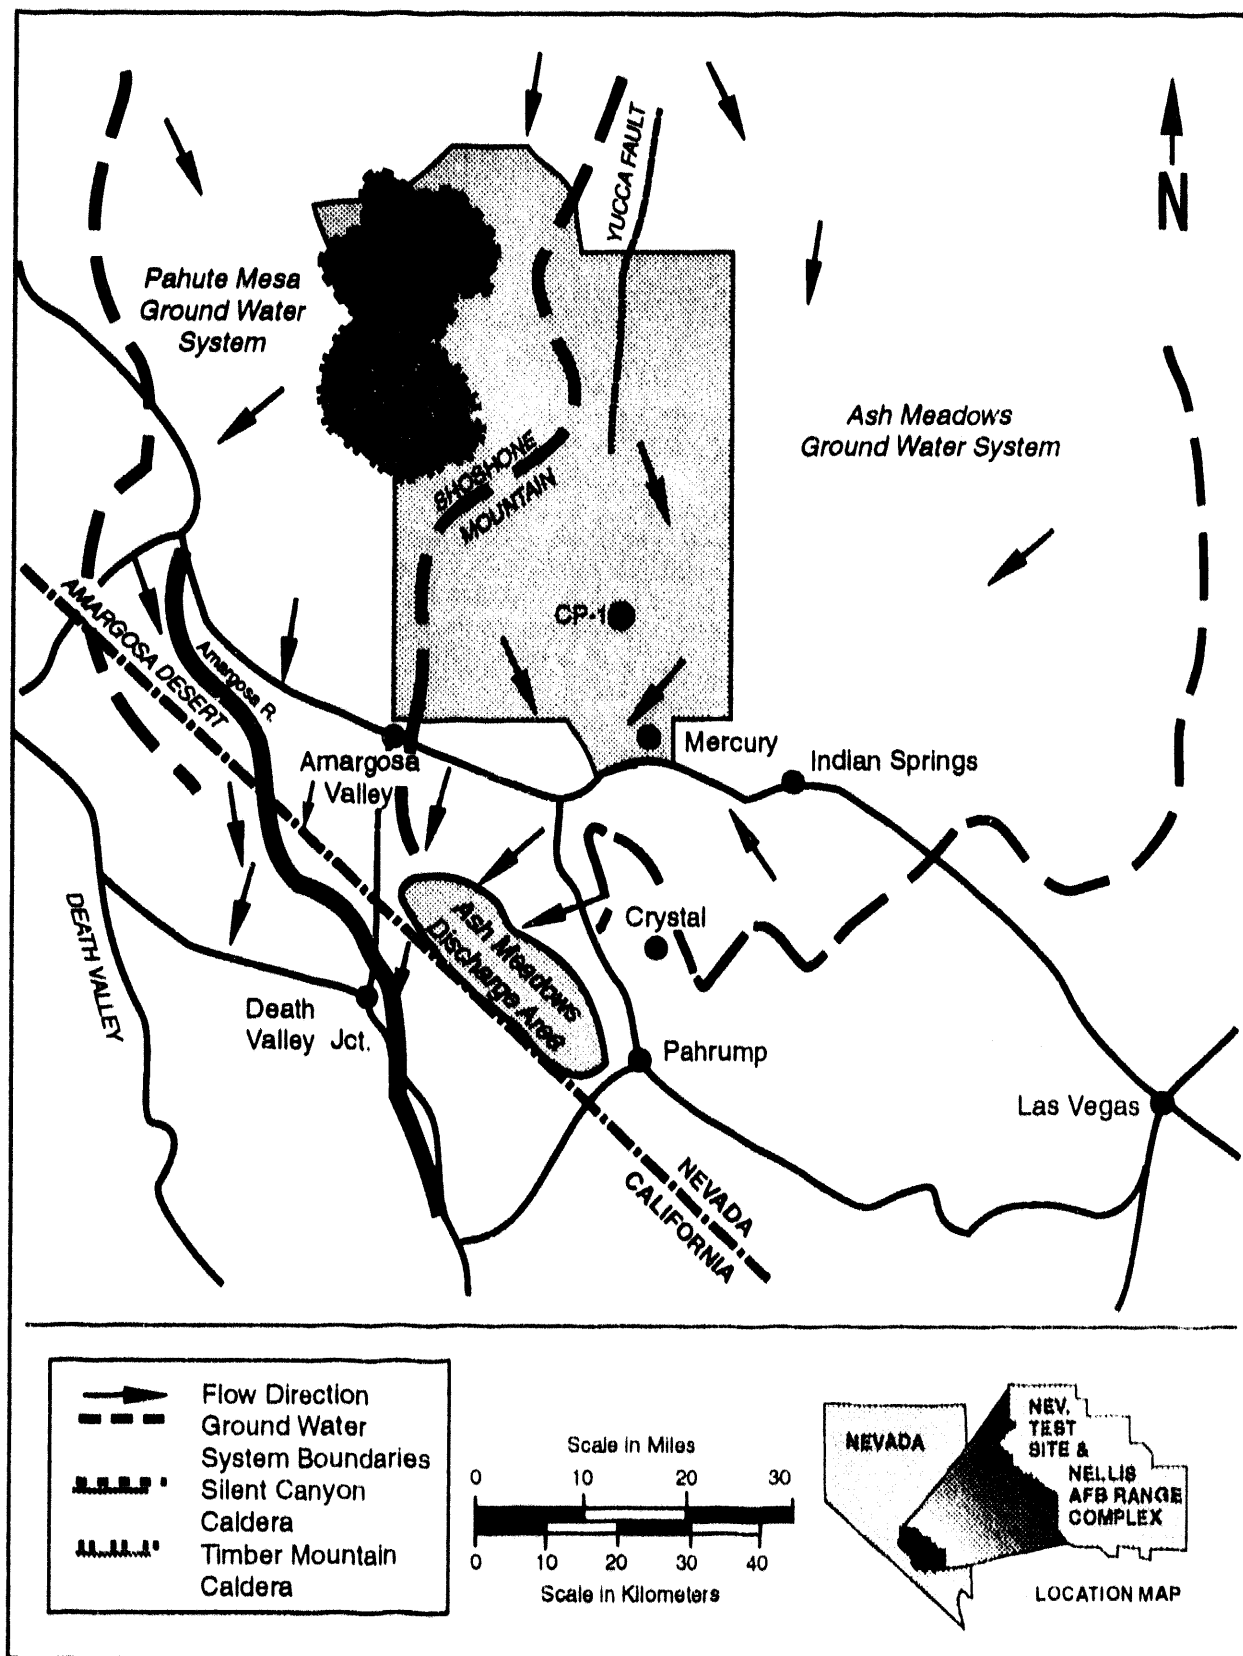 YUCCA FAULT
N
Pahute Mesa
Ground Water
System
Ash Meadows
Ground Water System
SHOSHONE
MOUNTAIN
CP-1
AMARGOSA DESERT
Amargosa R.
Mercury
Indian Springs
Amargosa
Valley
Crystal
Ash Meadows
Discharge Area
DEATH VALLEY
Death
Valley Jct.
Pahrump
Las Vegas
NEVADA
CALIFORNIA
Flow Direction
Ground Water
System Boundaries
Silent Canyon
Caldera
Timber Mountain
Caldera
Scale in Miles
0 10 20 30
0 10 20 30 40
Scale in Kilometers
NEVADA
NEV.
TEST
SITE &
NELLIS
AFB RANGE
COMPLEX
LOCATION MAP